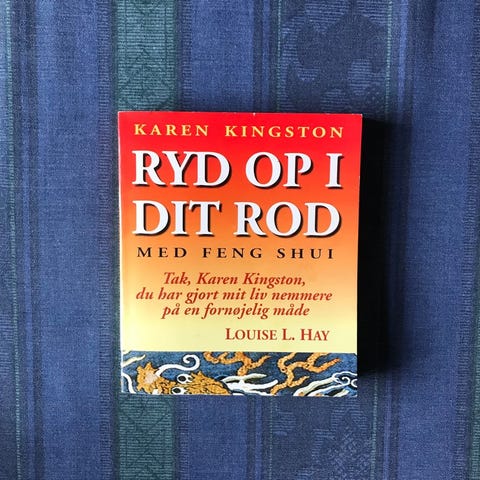 KAREN KINGSTON
RYD OP I
DIT ROD
MED FENG SHUI
Tak, Karen Kingston,
du har gjort mit liv nemmere
på en fornøjelig måde
LOUISE L. HAY